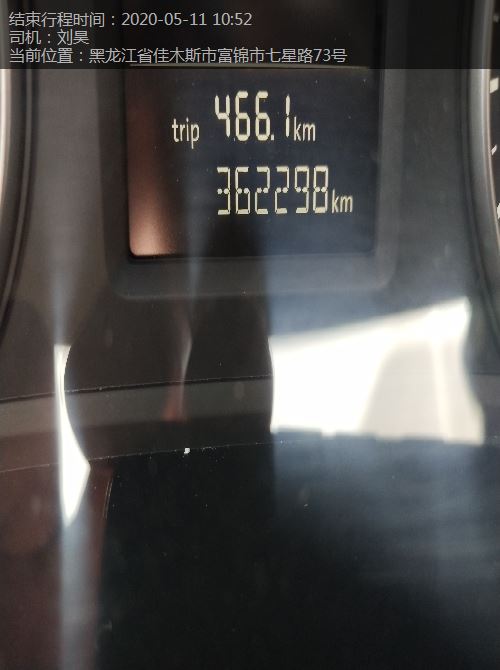 结束行程时间：2020-05-11 10:52
司机：刘昊
当前位置：黑龙江省佳木斯市富锦市七星路73号
trip 466.1km
362298km